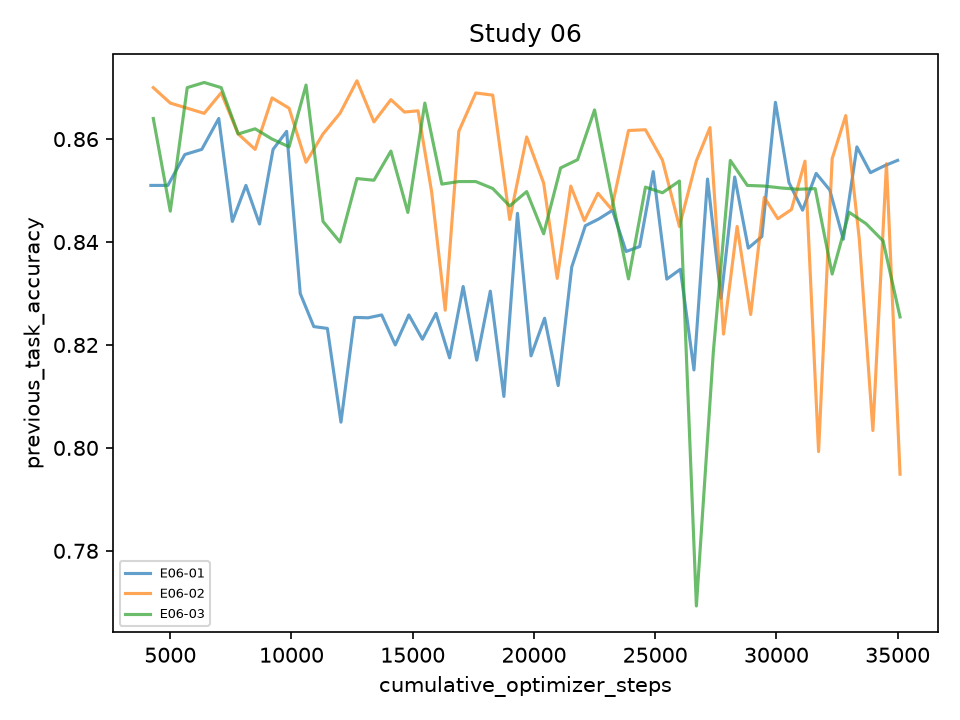 Study 06
previous_task_accuracy
0.86
0.84
0.82
0.80
0.78
E06-01
E06-02
E06-03
5000 10000 15000 20000 25000 30000 35000
cumulative_optimizer_steps